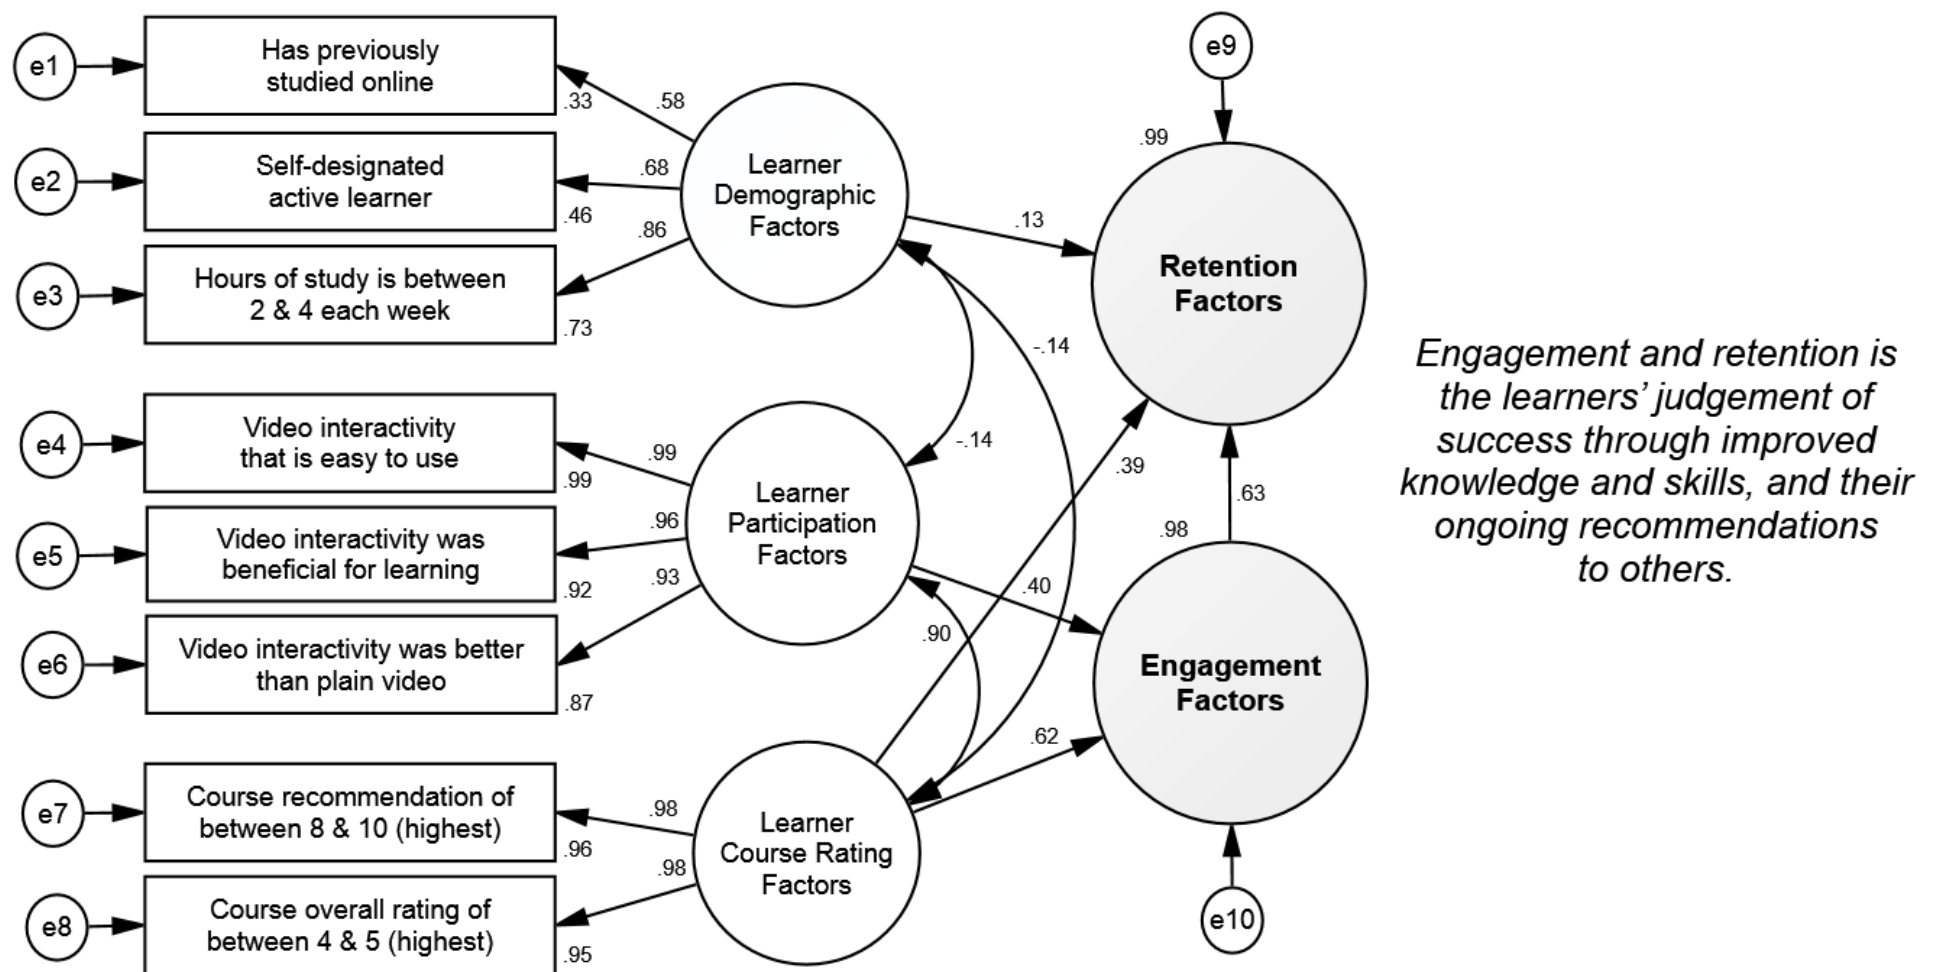 e1
Has previously
studied online
.33
.58
e2
Self-designated
active learner
.46
.68
e3
Hours of study is between
2 & 4 each week
.73
.86
Learner
Demographic
Factors
e4
Video interactivity
that is easy to use
.99
.99
e5
Video interactivity was
beneficial for learning
.92
.96
e6
Video interactivity was better
than plain video
.87
.93
Learner
Participation
Factors
e7
Course recommendation of
between 8 & 10 (highest)
.96
.98
e8
Course overall rating of
between 4 & 5 (highest)
.95
.98
Learner
Course Rating
Factors
.13
-.14
-.14
.39
.40
.90
.62
e9
.99
Retention
Factors
.63
.98
Engagement
Factors
e10
Engagement and retention is
the learners’ judgement of
success through improved
knowledge and skills, and their
ongoing recommendations
to others.